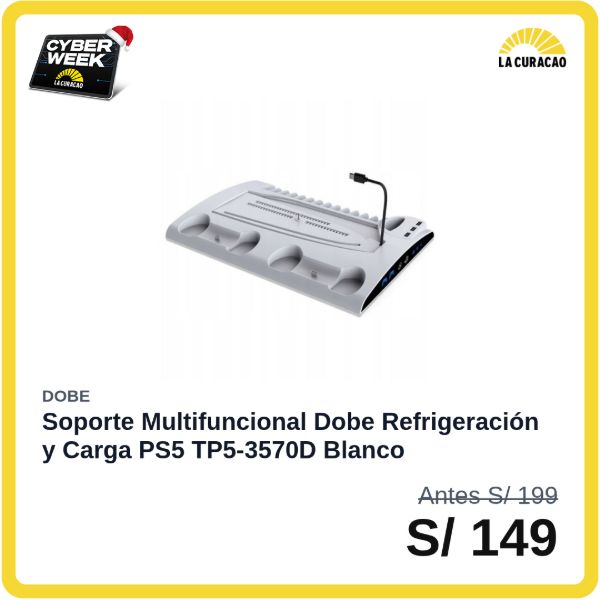 CYBER
WEEK
LA CURACAO
LA CURACAO
DOBE
Soporte Multifuncional Dobe Refrigeración
y Carga PS5 TP5-3570D Blanco
Antes S/ 199
S/ 149